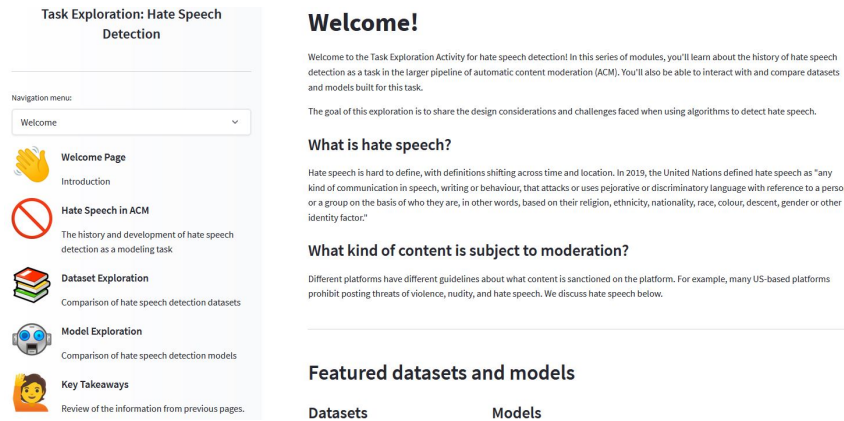 Task Exploration: Hate Speech
Detection
Navigation menu:
Welcome
Welcome Page
Introduction
Hate Speech in ACM
The history and development of hate speech
detection as a modeling task
Dataset Exploration
Comparison of hate speech detection datasets
Model Exploration
Comparison of hate speech detection models
Key Takeaways
Review of the information from previous pages.
Welcome!
Welcome to the Task Exploration Activity for hate speech detection! In this series of modules, you'll learn about the history of hate speech
detection as a task in the larger pipeline of automatic content moderation (ACM). You'll also be able to interact with and compare datasets
and models built for this task.
The goal of this exploration is to share the design considerations and challenges faced when using algorithms to detect hate speech.
What is hate speech?
Hate speech is hard to define, with definitions shifting across time and location. In 2019, the United Nations defined hate speech as "any
kind of communication in speech, writing or behaviour, that attacks or uses pejorative or discriminatory language with reference to a perso
or a group on the basis of who they are, in other words, based on their religion, ethnicity, nationality, race, colour, descent, gender or other
identity factor."
What kind of content is subject to moderation?
Different platforms have different guidelines about what content is sanctioned on the platform. For example, many US-based platforms
prohibit posting threats of violence, nudity, and hate speech. We discuss hate speech below.
Featured datasets and models
Datasets
Models